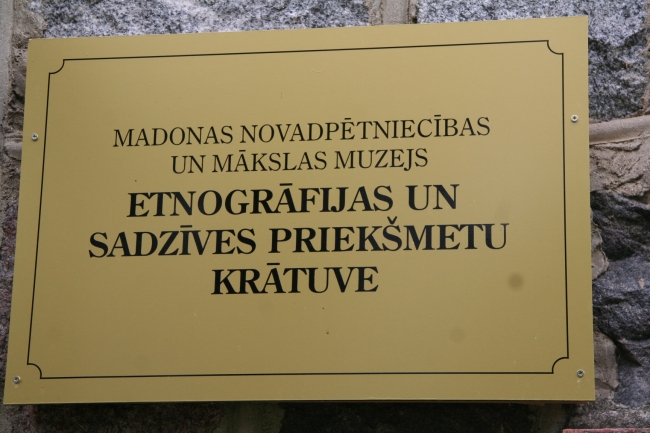 MADONAS NOVADPĒTNIECĪBAS
UN MĀKSLAS MUZEJS
ETNOGRĀFIJAS UN
SADZĪVES PRIEKŠMETU
KRĀTUVE